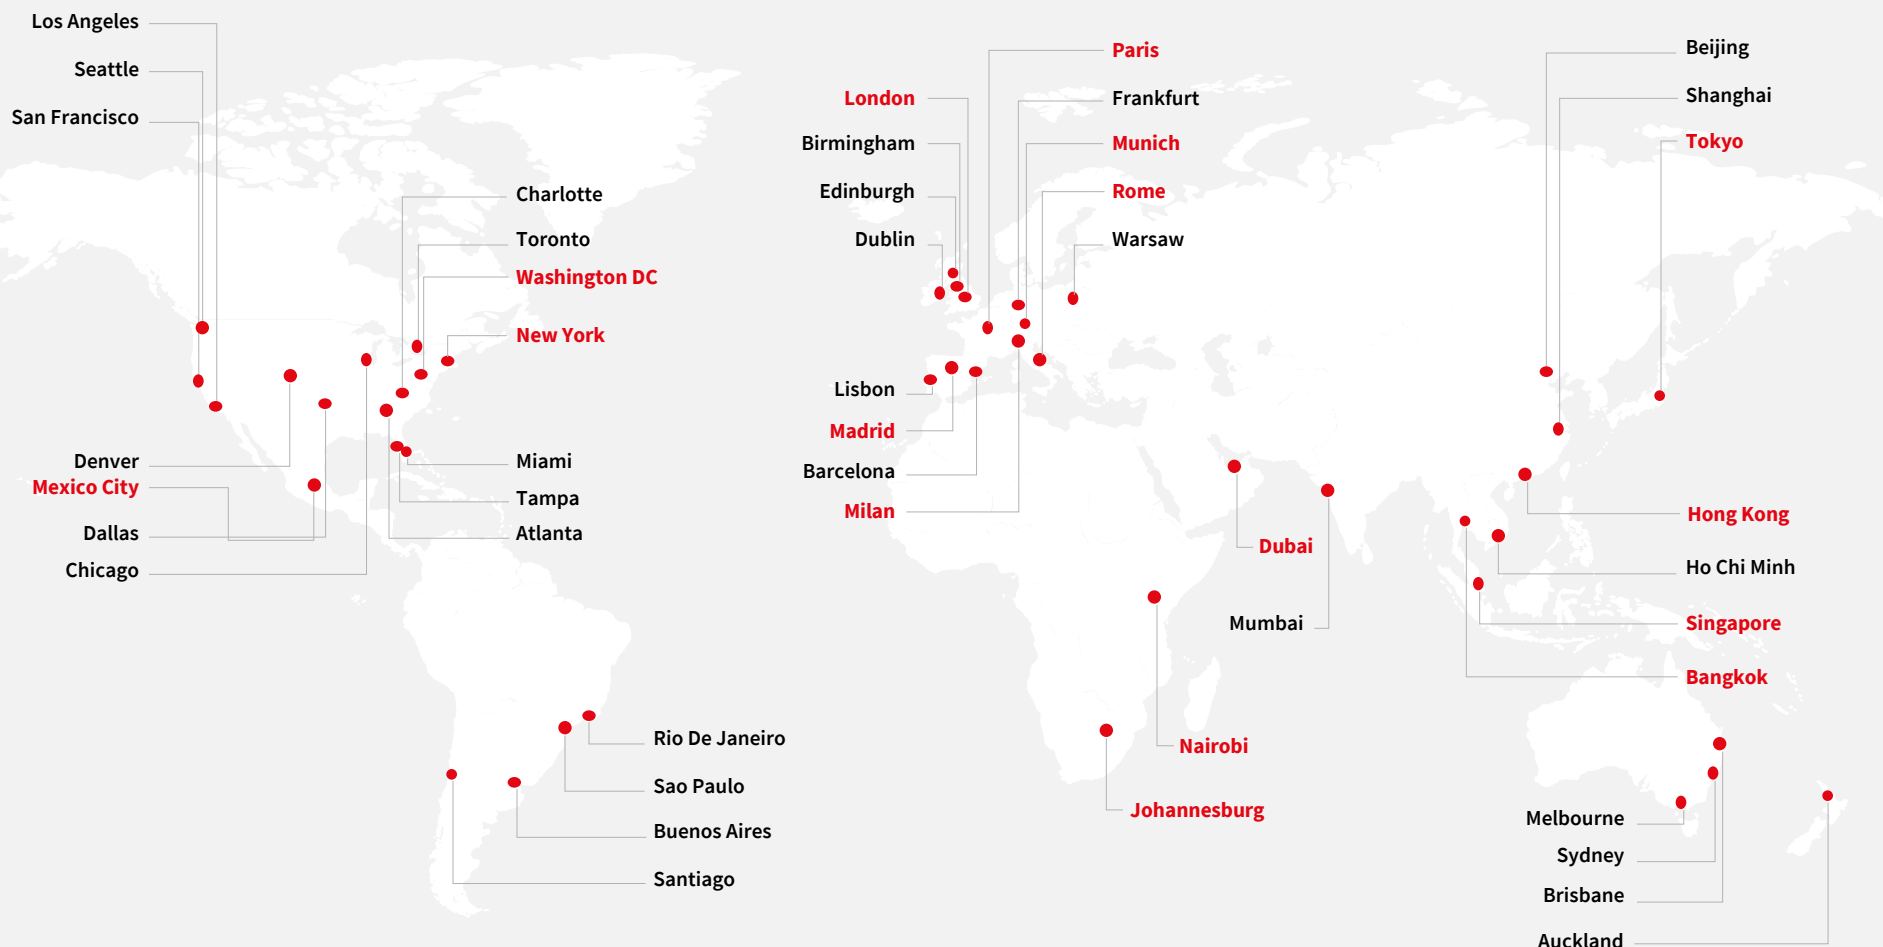 Los Angeles
Seattle
San Francisco
Charlotte
Toronto
Washington DC
New York
Denver
Mexico City
Dallas
Chicago
Miami
Tampa
Atlanta
Rio De Janeiro
Sao Paulo
Buenos Aires
Santiago
London
Birmingham
Edinburgh
Dublin
Paris
Frankfurt
Munich
Rome
Warsaw
Lisbon
Madrid
Barcelona
Milan
Dubai
Mumbai
Nairobi
Johannesburg
Beijing
Shanghai
Tokyo
Hong Kong
Ho Chi Minh
Singapore
Bangkok
Melbourne
Sydney
Brisbane
Auckland